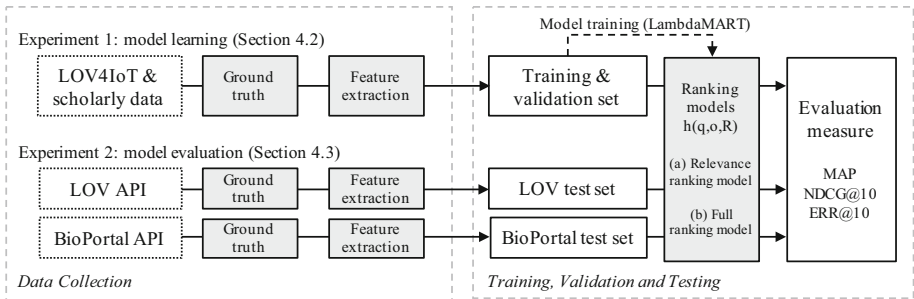 Model training (LambdaMART)
Experiment 1: model learning (Section 4.2)
LOV4IoT &
scholarly data
Ground
truth
Feature
extraction
Training &
validation set
Ranking
models
h(q,o,R)
(a) Relevance
ranking model
(b) Full
ranking model
Evaluation
measure
MAP
NDCG@10
ERR@10
Experiment 2: model evaluation (Section 4.3)
LOV API
Ground
truth
Feature
extraction
LOV test set
BioPortal API
Ground
truth
Feature
extraction
BioPortal test set
Data Collection
Training, Validation and Testing